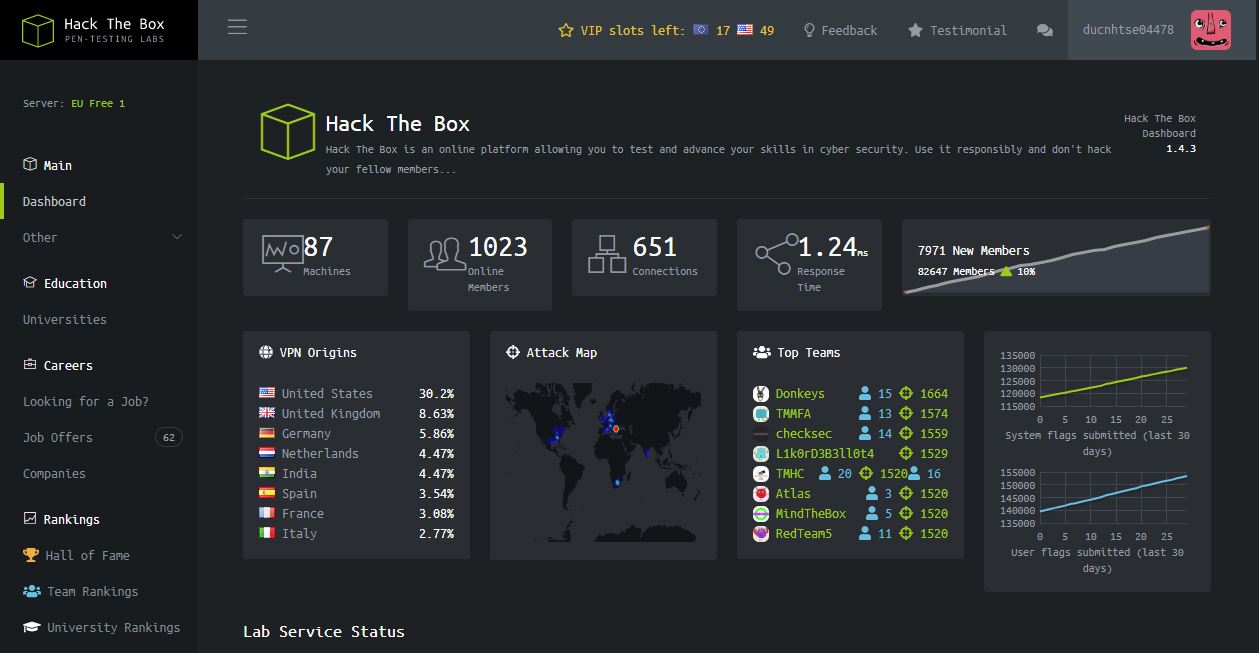 Hack The Box
PEN-TESTING LABS
VIP slots left: 17 49
Feedback
Testimonial
ducnhtse04478
Server: EU Free 1
Main
Dashboard
Other
Education
Universities
Careers
Looking for a Job?
Job Offers 62
Companies
Rankings
Hall of Fame
Team Rankings
University Rankings
Hack The Box
Hack The Box is an online platform allowing you to test and advance your skills in cyber security. Use it responsibly and don't hack
your fellow members...
Hack The Box
Dashboard
1.4.3
87
Machines
1023
Online
Members
651
Connections
1.24ms
Response
Time
7971 New Members
82647 Members 10%
VPN Origins
United States 30.2%
United Kingdom 8.63%
Germany 5.86%
Netherlands 4.47%
India 4.47%
Spain 3.54%
France 3.08%
Italy 2.77%
Attack Map
Top Teams
Donkeys 15 1664
TMMFA 13 1574
checksec 14 1559
L1k0rD3B3ll0t4 1529
TMHC 20 1520 16
Atlas 3 1520
MindTheBox 5 1520
RedTeam5 11 1520
135000
130000
125000
120000
115000
0 5 10 15 20 25
System flags submitted (last 30
days)
155000
150000
145000
140000
135000
0 5 10 15 20 25
User flags submitted (last 30
days)
Lab Service Status